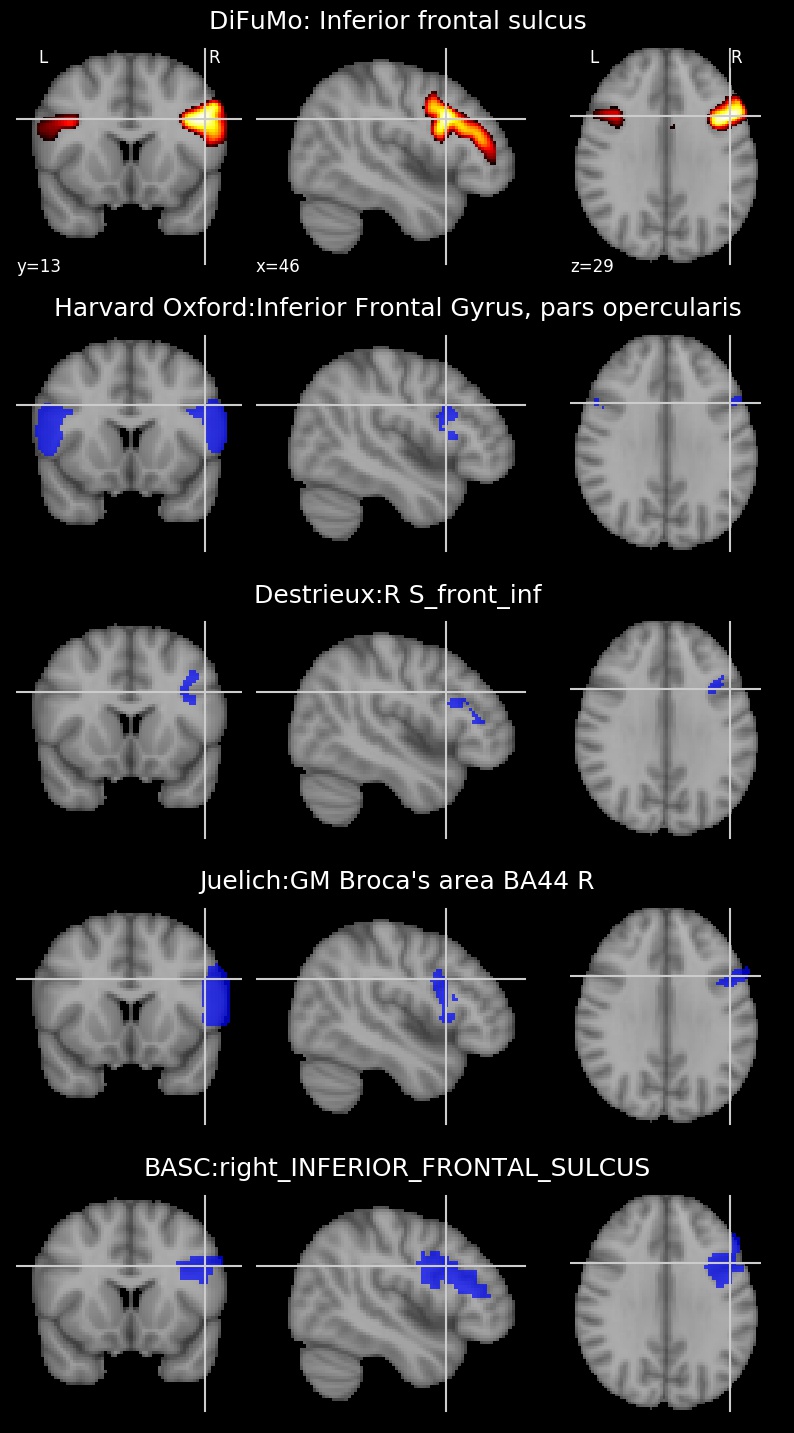 DiFuMo: Inferior frontal sulcus
L R L R
y=13 x=46 z=29
Harvard Oxford:Inferior Frontal Gyrus, pars opercularis
Destrieux:R S_front_inf
Juelich:GM Broca's area BA44 R
BASC:right_INFERIOR_FRONTAL_SULCUS